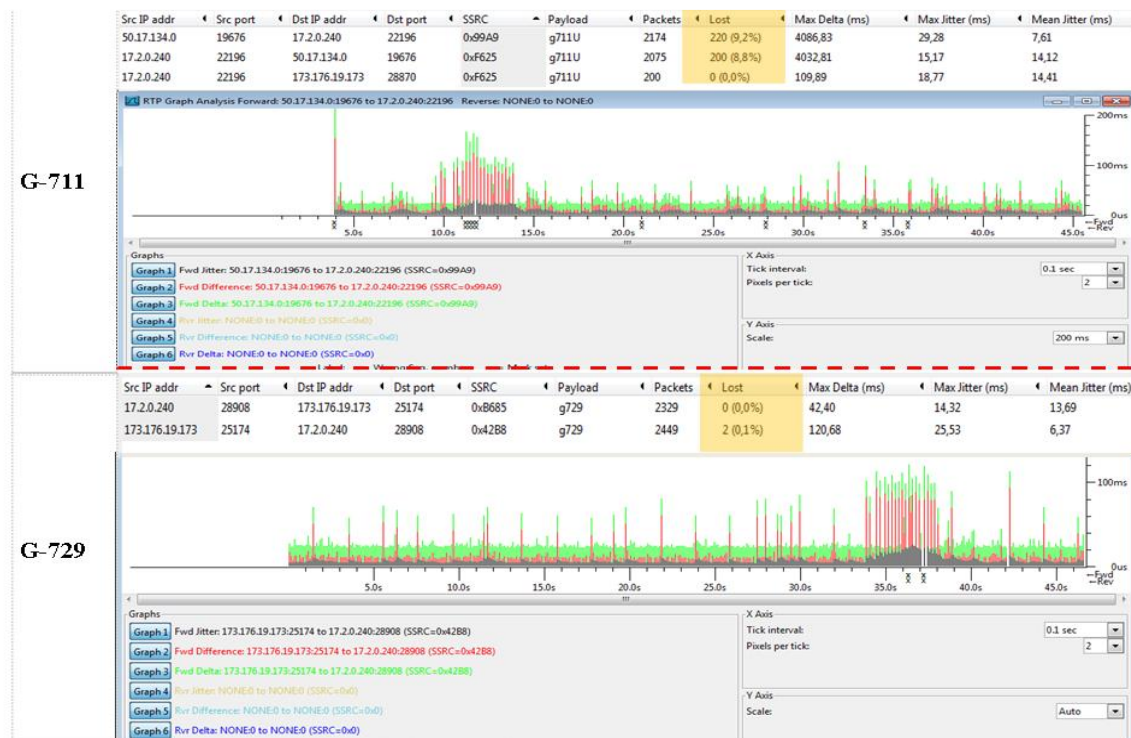 Src IP addr Src port Dst IP addr Dst port SSRC Payload Packets Lost Max Delta (ms) Max Jitter (ms) Mean Jitter (ms)
50.17.134.0 19676 17.2.0.240 22196 0x99A9 g711U 2174 220 (9,2%) 4086,83 29,28 7,61
17.2.0.240 22196 50.17.134.0 19676 0xF625 g711U 2075 200 (8,8%) 4032,81 15,17 14,12
17.2.0.240 22196 173.176.19.173 28870 0xF625 g711U 200 0 (0,0%) 109,89 18,77 14,41
RTP Graph Analysis Forward: 50.17.134.0:19676 to 17.2.0.240:22196 Reverse: NONE:0 to NONE:0
200ms
G-711
100ms
0us
5.0s 10.0s 15.0s 20.0s 25.0s 30.0s 35.0s 40.0s 45.0s
Fwd
Rev
Graphs
Graph 1 Fwd Jitter: 50.17.134.0:19676 to 17.2.0.240:22196 (SSRC=0x99A9)
Graph 2 Fwd Difference: 50.17.134.0:19676 to 17.2.0.240:22196 (SSRC=0x99A9)
Graph 3 Fwd Delta: 50.17.134.0:19676 to 17.2.0.240:22196 (SSRC=0x99A9)
Graph 4 Rvr Jitter: NONE:0 to NONE:0 (SSRC=0x0)
Graph 5 Rvr Difference: NONE:0 to NONE:0 (SSRC=0x0)
Graph 6 Rvr Delta: NONE:0 to NONE:0 (SSRC=0x0)
X Axis
Tick interval: 0.1 sec
Pixels per tick: 2
Y Axis
Scale: 200 ms
Src IP addr Src port Dst IP addr Dst port SSRC Payload Packets Lost Max Delta (ms) Max Jitter (ms) Mean Jitter (ms)
17.2.0.240 28908 173.176.19.173 25174 0xB685 g729 2329 0 (0,0%) 42,40 14,32 13,69
173.176.19.173 25174 17.2.0.240 28908 0x42B8 g729 2449 2 (0,1%) 120,68 25,53 6,37
100ms
G-729
0us
5.0s 10.0s 15.0s 20.0s 25.0s 30.0s 35.0s 40.0s 45.0s
Fwd
Rev
Graphs
Graph 1 Fwd Jitter: 173.176.19.173:25174 to 17.2.0.240:28908 (SSRC=0x42B8)
Graph 2 Fwd Difference: 173.176.19.173:25174 to 17.2.0.240:28908 (SSRC=0x42B8)
Graph 3 Fwd Delta: 173.176.19.173:25174 to 17.2.0.240:28908 (SSRC=0x42B8)
Graph 4 Rvr Jitter: NONE:0 to NONE:0 (SSRC=0x0)
Graph 5 Rvr Difference: NONE:0 to NONE:0 (SSRC=0x0)
Graph 6 Rvr Delta: NONE:0 to NONE:0 (SSRC=0x0)
X Axis
Tick interval: 0.1 sec
Pixels per tick: 2
Y Axis
Scale: Auto